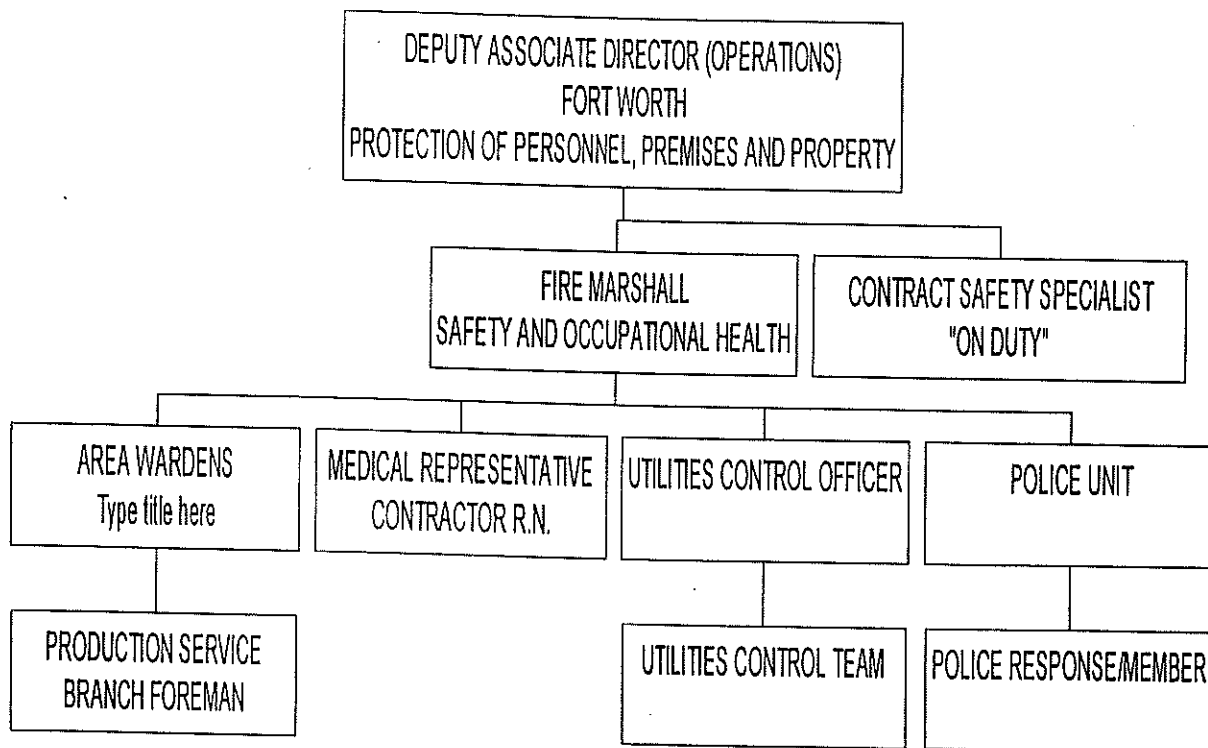 DEPUTY ASSOCIATE DIRECTOR (OPERATIONS)
FORT WORTH
PROTECTION OF PERSONNEL, PREMISES AND PROPERTY
FIRE MARSHALL
SAFETY AND OCCUPATIONAL HEALTH
CONTRACT SAFETY SPECIALIST
"ON DUTY"
AREA WARDENS
Type title here
MEDICAL REPRESENTATIVE
CONTRACTOR R.N.
UTILITIES CONTROL OFFICER
POLICE UNIT
PRODUCTION SERVICE
BRANCH FOREMAN
UTILITIES CONTROL TEAM
POLICE RESPONSE/MEMBER